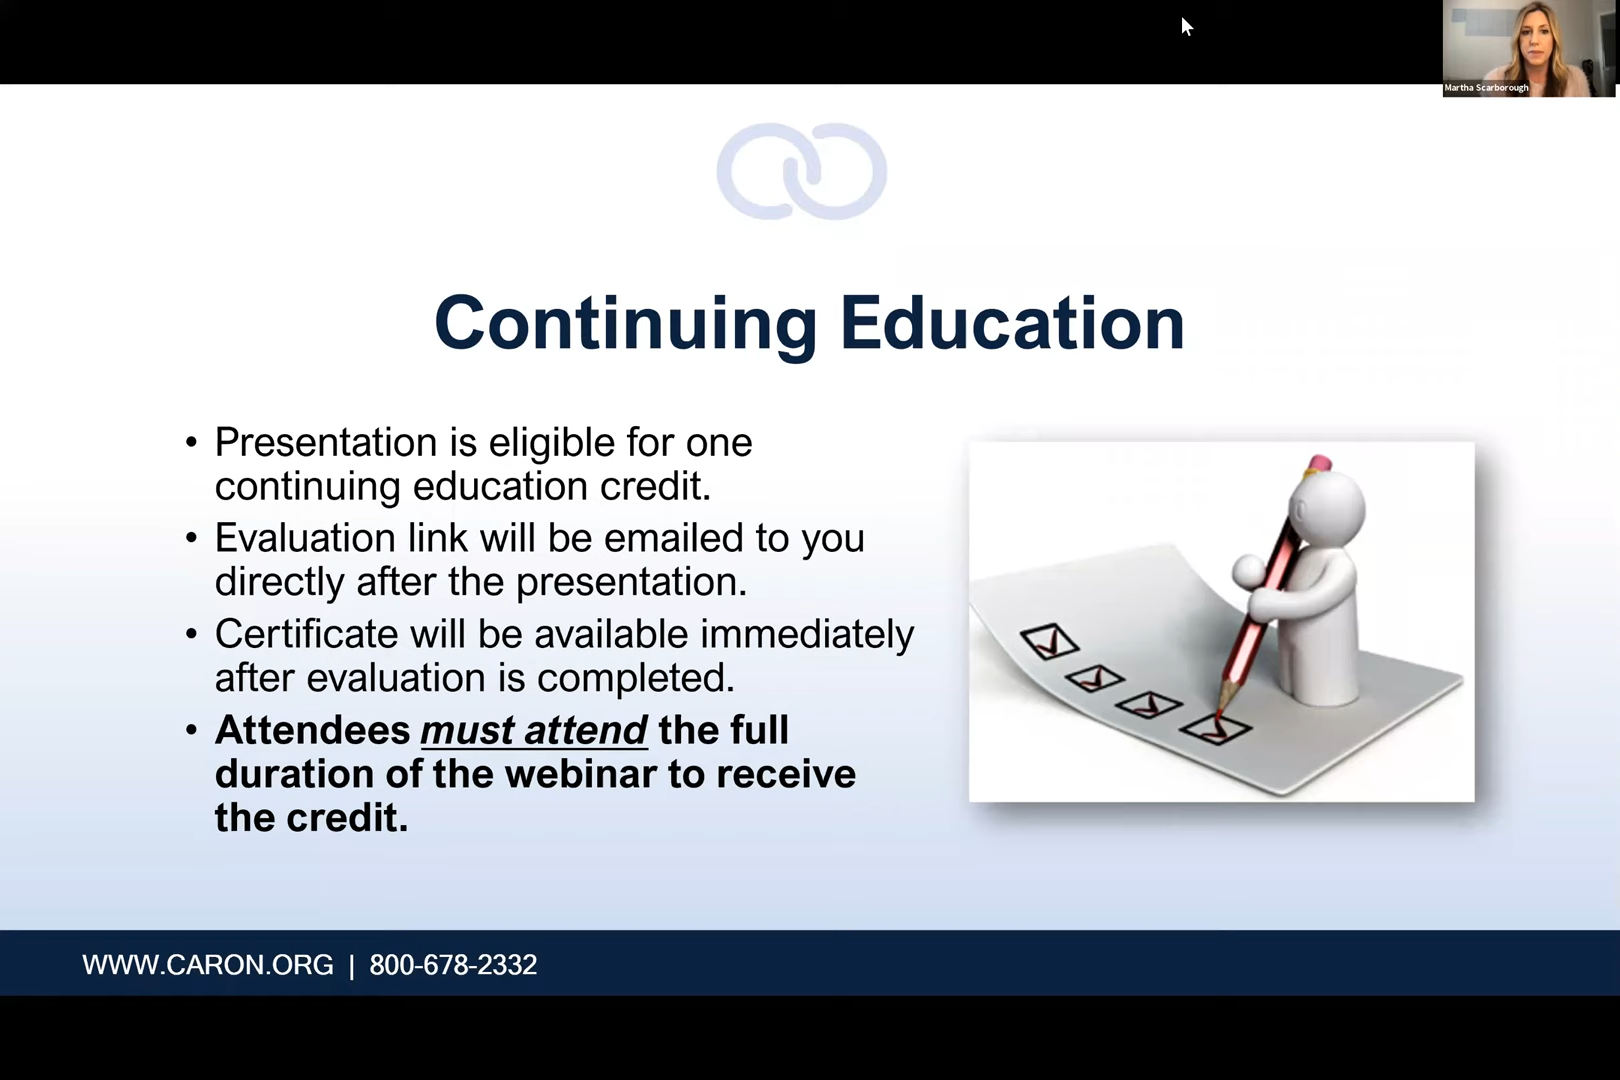 Martha Scarborough
Continuing Education
• Presentation is eligible for one
continuing education credit.
• Evaluation link will be emailed to you
directly after the presentation.
• Certificate will be available immediately
after evaluation is completed.
• Attendees must attend the full
duration of the webinar to receive
the credit.
WWW.CARON.ORG | 800-678-2332